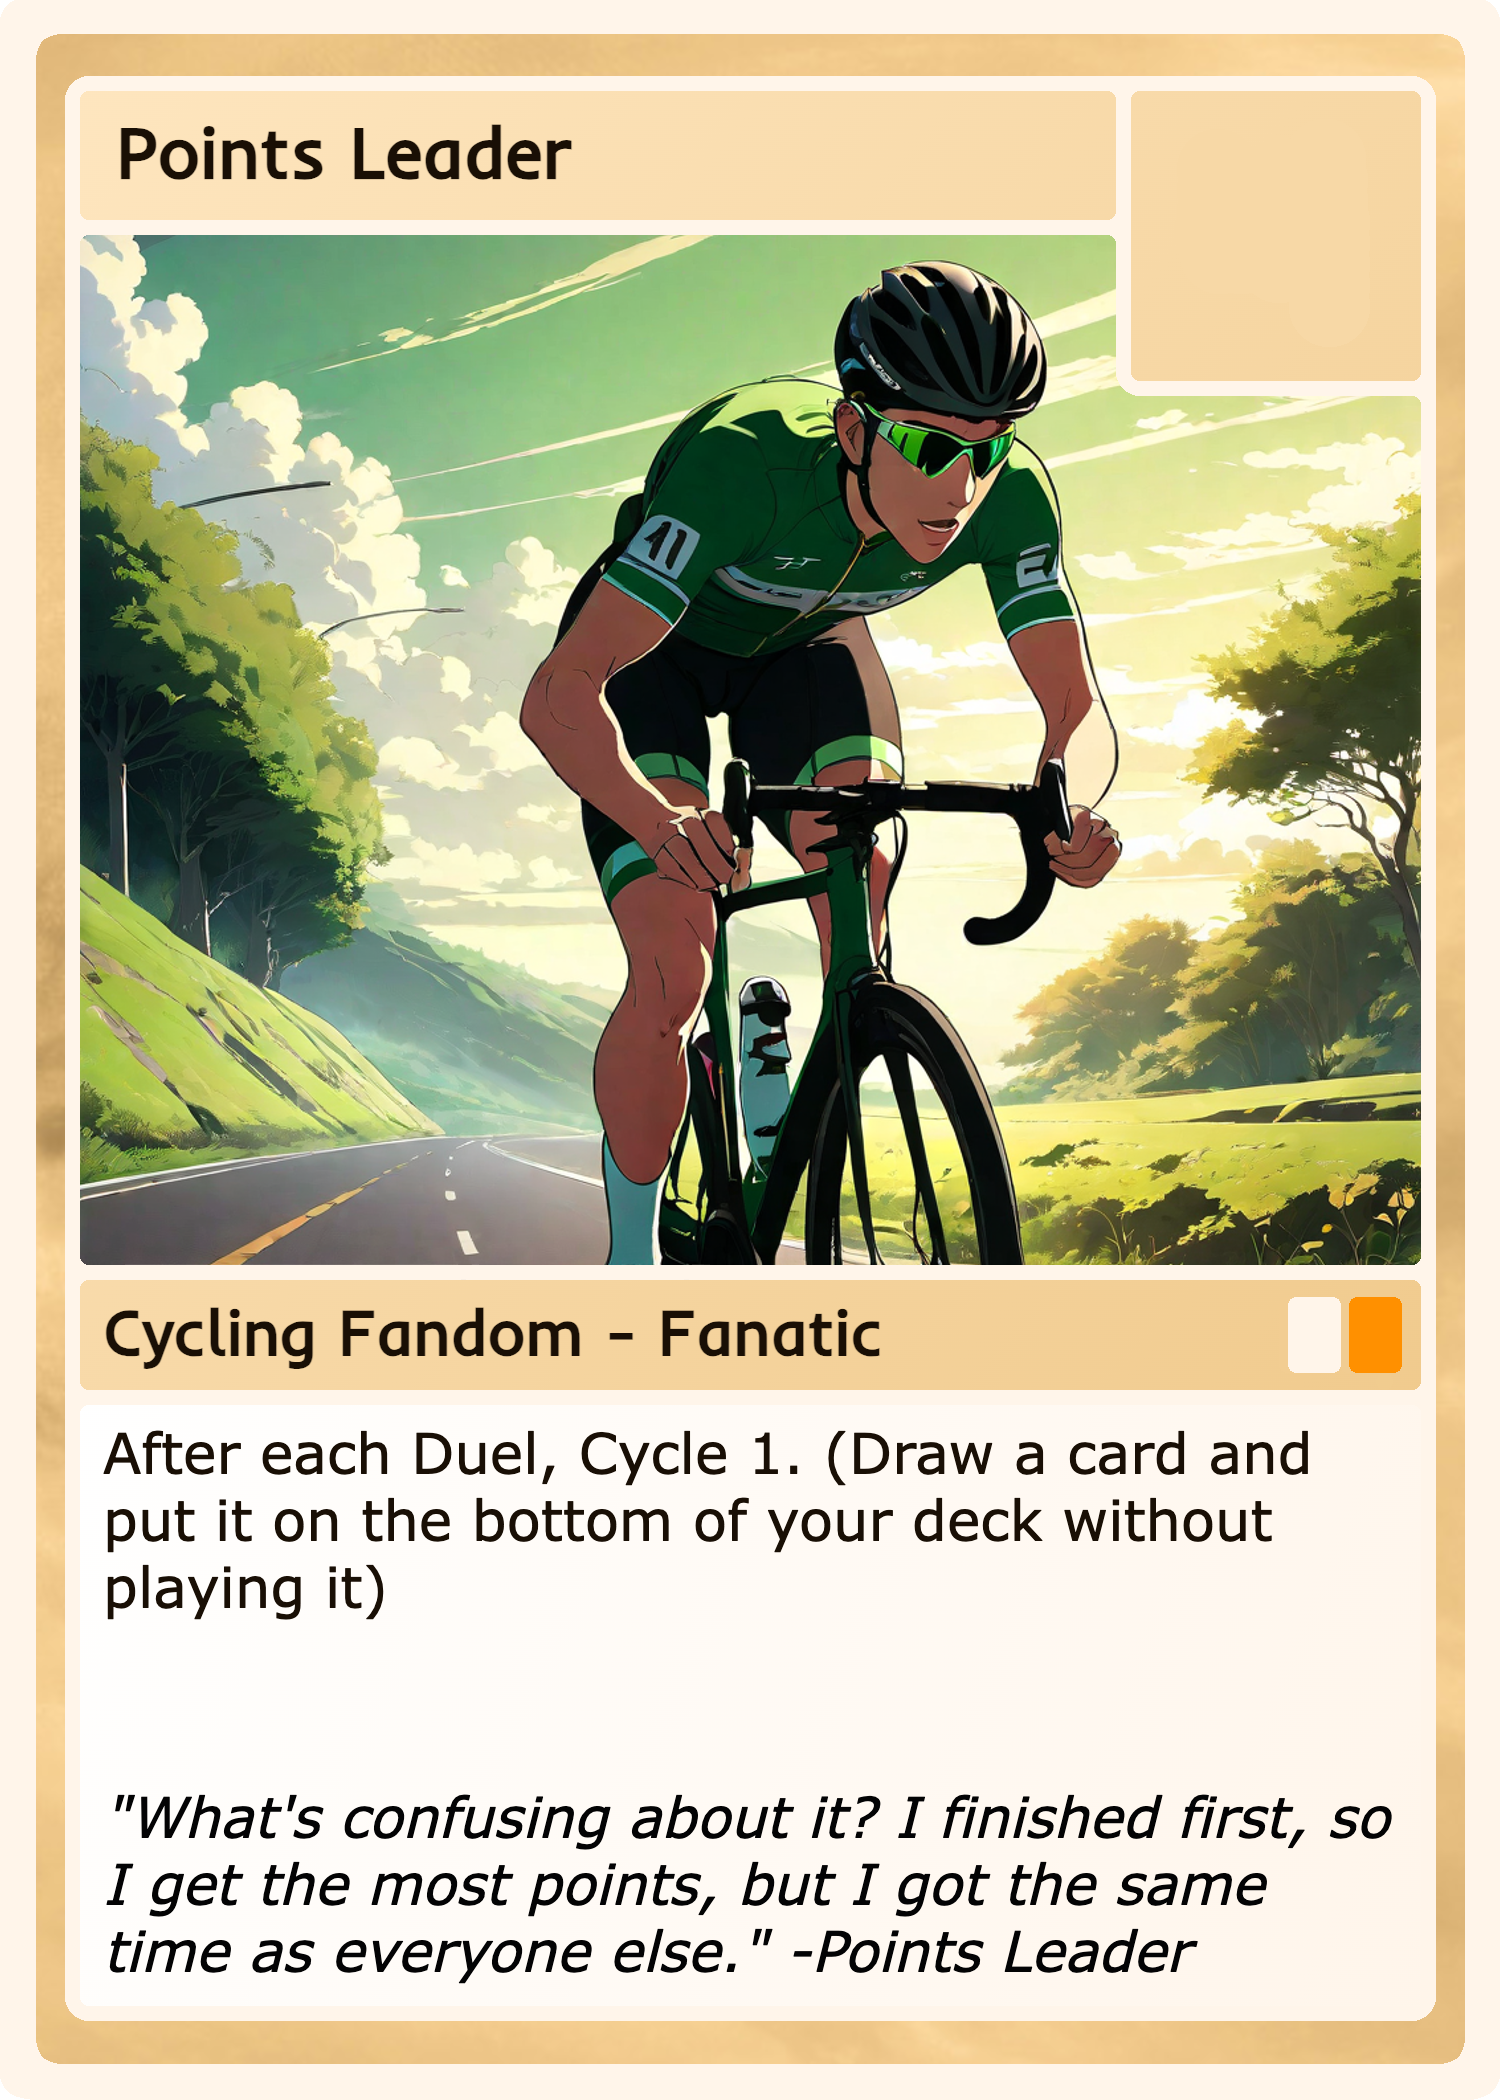 Points Leader
41
Cycling Fandom - Fanatic
After each Duel, Cycle 1. (Draw a card and
put it on the bottom of your deck without
playing it)
"What's confusing about it? I finished first, so
I get the most points, but I got the same
time as everyone else." -Points Leader